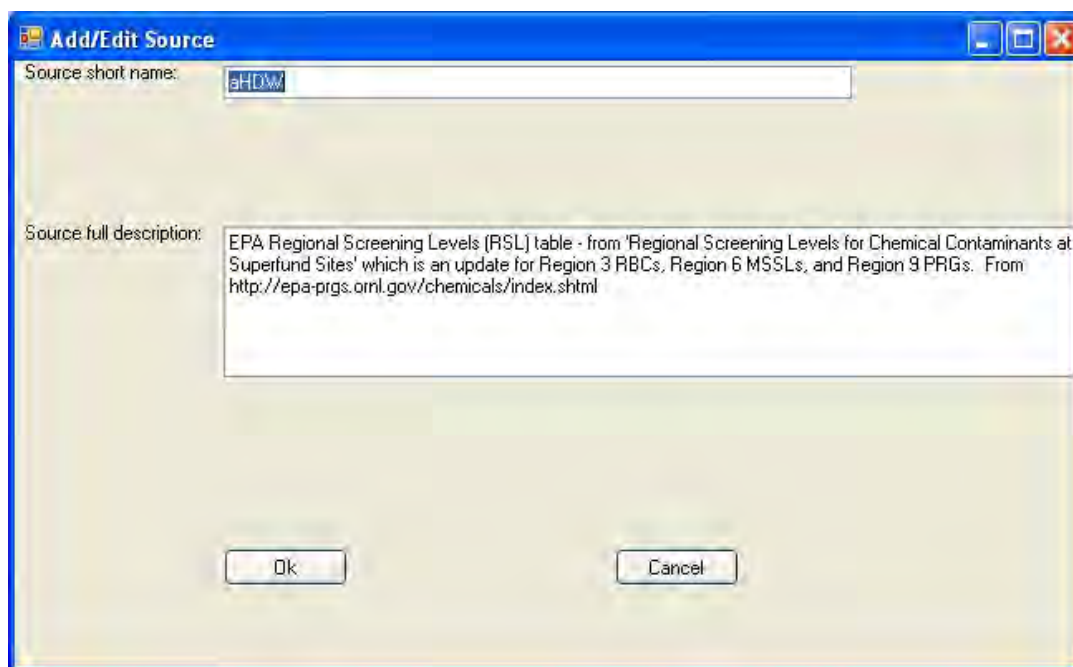 Add/Edit Source
Source short name:
aHDW
Source full description:
EPA Regional Screening Levels (RSL) table - from 'Regional Screening Levels for Chemical Contaminants at
Superfund Sites' which is an update for Region 3 RBCs, Region 6 MSSLs, and Region 9 PRGs.  From
http://epa-prgs.ornl.gov/chemicals/index.shtml
Ok
Cancel